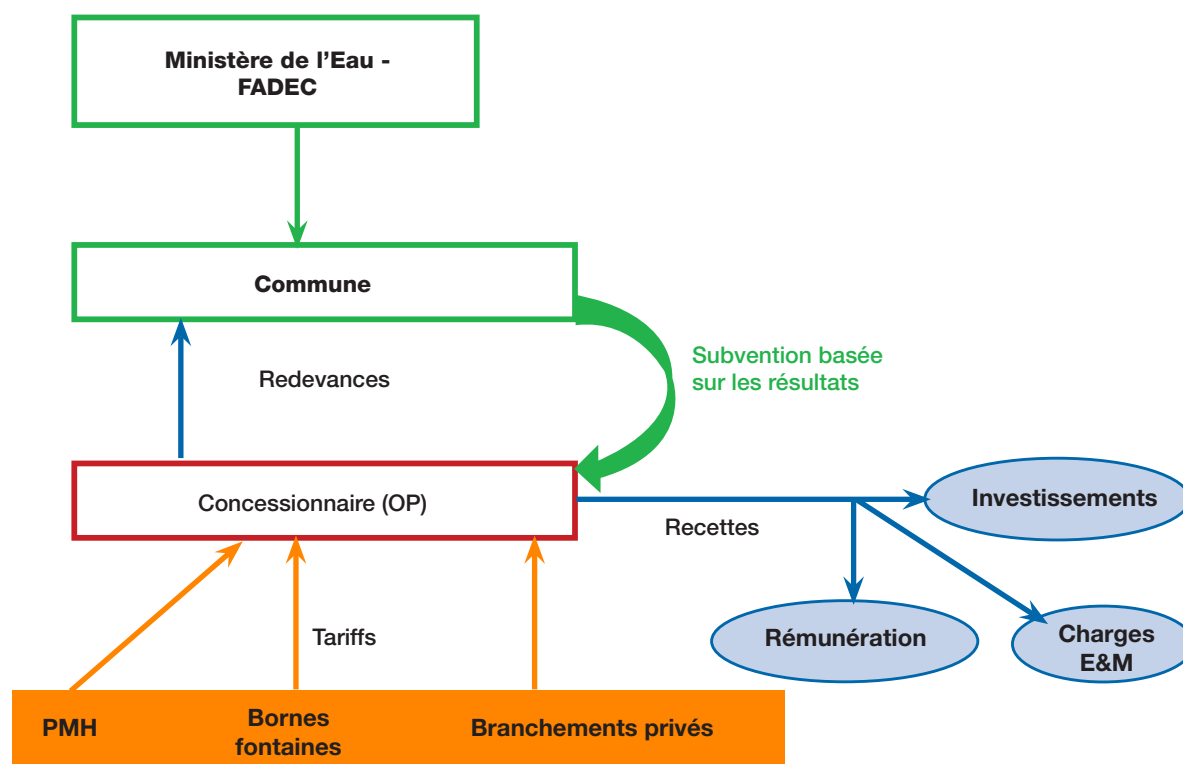 Ministère de l'Eau -
FADEC
Commune
Subvention basée
sur les résultats
Redevances
Concessionnaire (OP)
Recettes
Investissements
Rémunération
Charges
E&M
Tariffs
PMH
Bornes
fontaines
Branchements privés